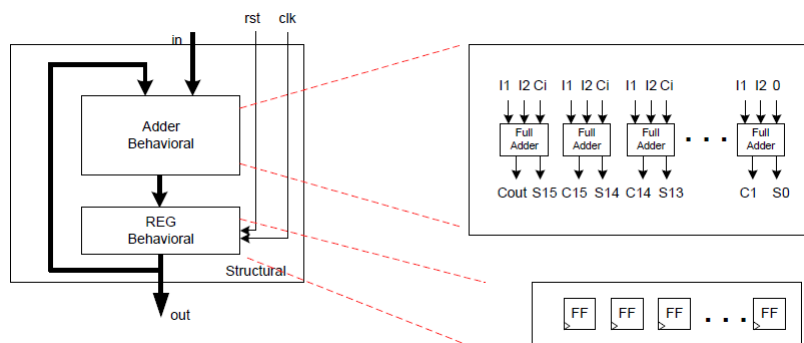 rst clk
in
Adder
Behavioral
REG
Behavioral
Structural
out
I1 I2 Ci I1 I2 Ci I1 I2 Ci I1 I2 0
Full Adder Full Adder Full Adder . . . Full Adder
Cout S15 C15 S14 C14 S13 C1 S0
FF FF FF . . . FF